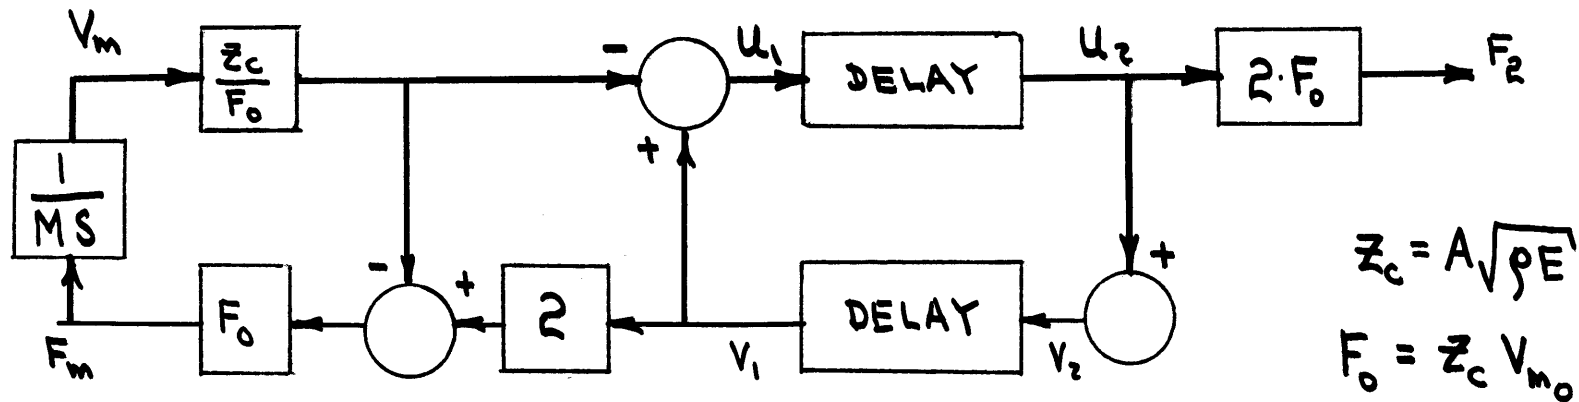 Vm
Zc
F0
-
+
U1
DELAY
U2
2·F0
F2
1
MS
Fm
F0
-
+
2
V1
DELAY
V2
+
Zc = A√ρE
F0 = Zc Vm0